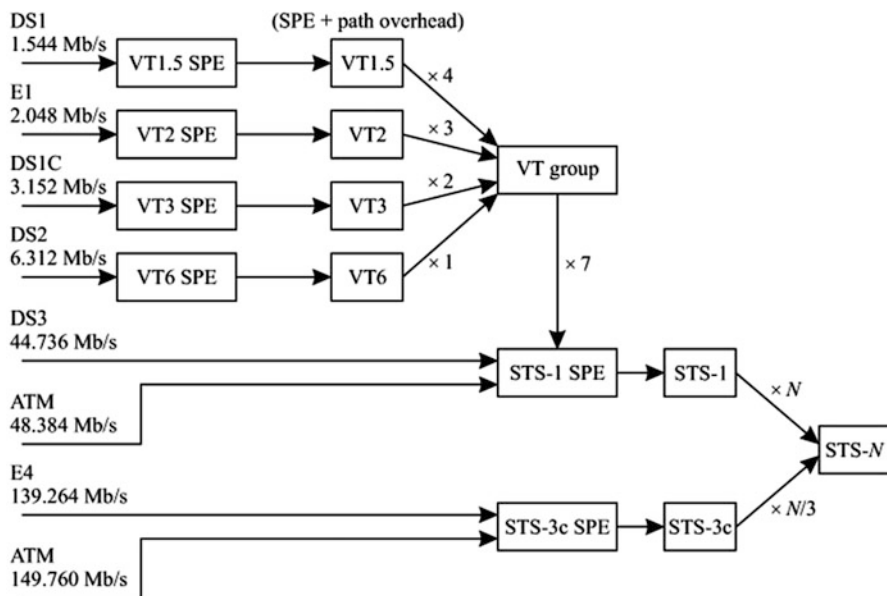 DS1
1.544 Mb/s
(SPE + path overhead)
VT1.5 SPE
VT1.5
× 4
E1
2.048 Mb/s
VT2 SPE
VT2
× 3
VT group
DS1C
3.152 Mb/s
VT3 SPE
VT3
× 2
DS2
6.312 Mb/s
VT6 SPE
VT6
× 1
× 7
DS3
44.736 Mb/s
STS-1 SPE
STS-1
× N
ATM
48.384 Mb/s
STS-N
E4
139.264 Mb/s
STS-3c SPE
STS-3c
× N/3
ATM
149.760 Mb/s